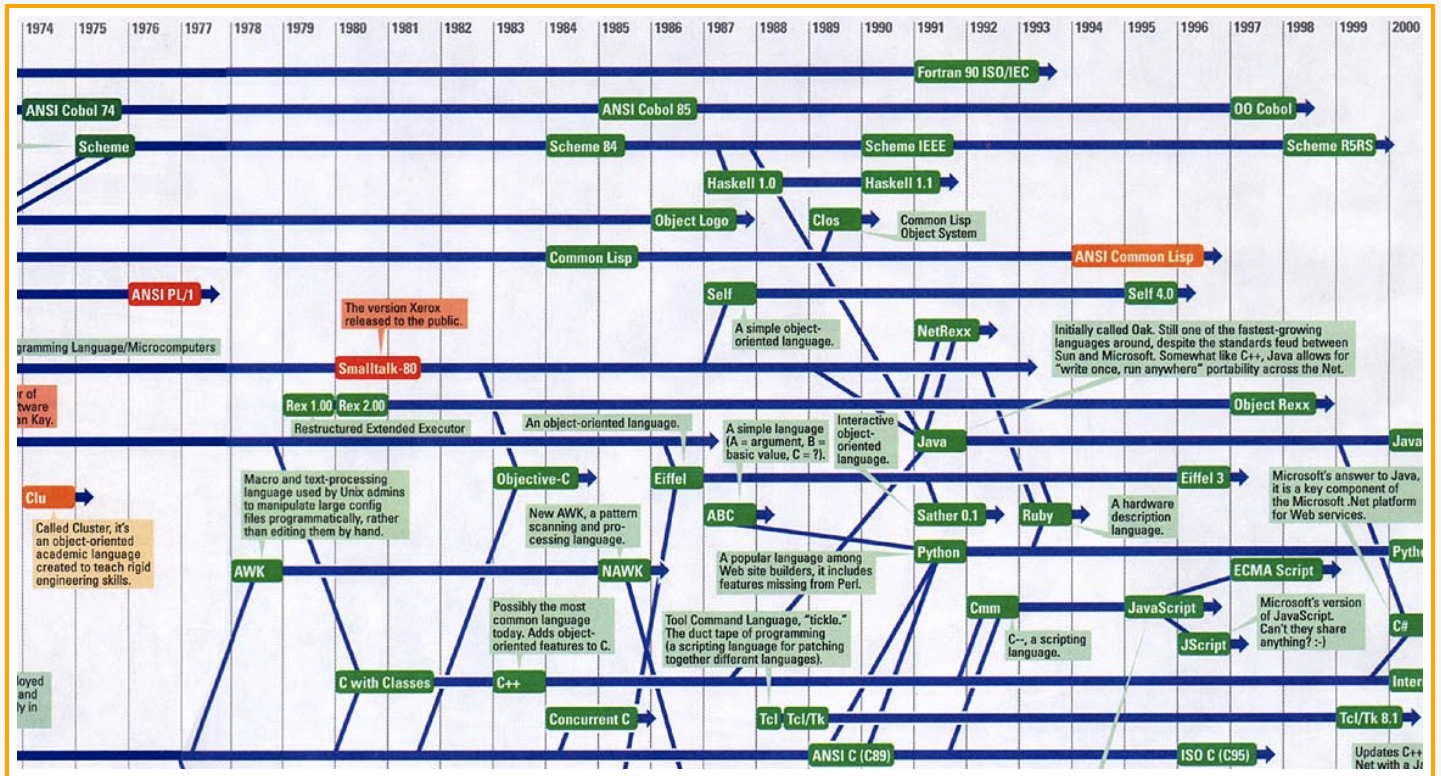 1974 1975 1976 1977 1978 1979 1980 1981 1982 1983 1984 1985 1986 1987 1988 1989 1990 1991 1992 1993 1994 1995 1996 1997 1998 1999 2000
Fortran 90 ISO/IEC
ANSI Cobol 74
ANSI Cobol 85
OO Cobol
Scheme
Scheme 84
Scheme IEEE
Scheme R5RS
Haskell 1.0
Haskell 1.1
Object Logo
Clos
Common Lisp
Object System
Common Lisp
ANSI Common Lisp
ANSI PL/1
Self
Self 4.0
The version Xerox
released to the public.
A simple object-
oriented language.
NetRexx
Initially called Oak. Still one of the fastest-growing
languages around, despite the standards feud between
Sun and Microsoft. Somewhat like C++, Java allows for
"write once, run anywhere" portability across the Net.
gramming Language/Microcomputers
Smalltalk-80
er of
tware
an Kay.
Rex 1.00
Rex 2.00
Object Rexx
Restructured Extended Executor
An object-oriented language.
A simple language
(A = argument, B =
basic value, C = ?).
Interactive
object-
oriented
language.
Java
Java
Clu
Macro and text-processing
language used by Unix admins
to manipulate large config
files programmatically, rather
than editing them by hand.
Objective-C
Eiffel
Eiffel 3
Microsoft's answer to Java,
it is a key component of
the Microsoft .Net platform
for Web services.
Called Cluster, it's
an object-oriented
academic language
created to teach rigid
engineering skills.
New AWK, a pattern
scanning and pro-
cessing language.
ABC
Sather 0.1
Ruby
A hardware
description
language.
Python
Pytho
A popular language among
Web site builders, it includes
features missing from Perl.
AWK
NAWK
ECMA Script
Possibly the most
common language
today. Adds object-
oriented features to C.
Tool Command Language, "tickle."
The duct tape of programming
(a scripting language for patching
together different languages).
Cmm
C--, a scripting
language.
JavaScript
JScript
Microsoft's version
of JavaScript.
Can't they share
anything? :-)
C#
loyed
and
ly in
C with Classes
C++
Inter
Concurrent C
Tcl
Tcl/Tk
Tcl/Tk 8.1
ANSI C (C89)
ISO C (C95)
Updates C++
Net with a Ja